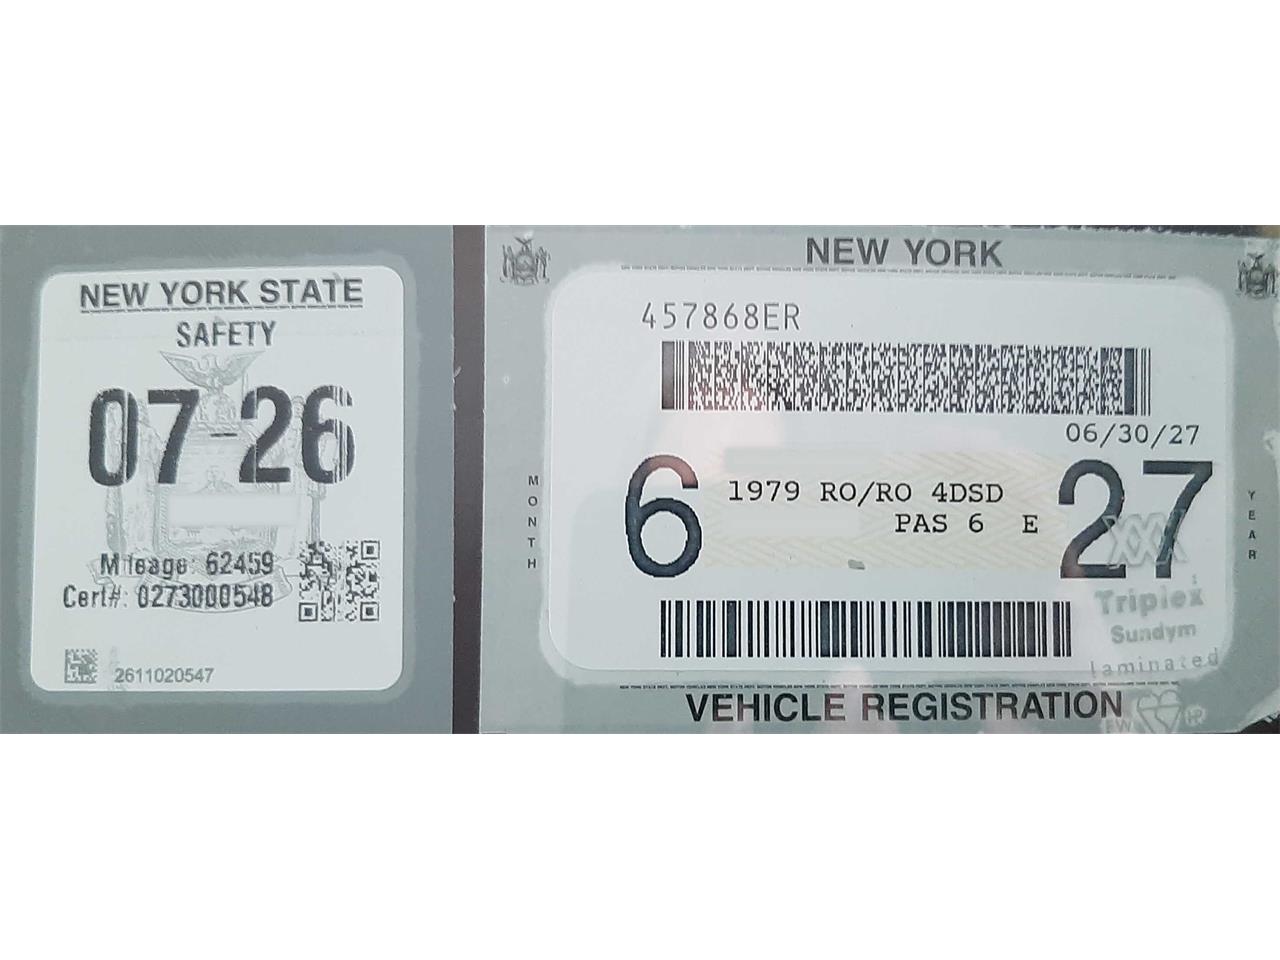 NEW YORK STATE
SAFETY
07-26
Mileage: 62459
Cert#: 0273000548
2611020547
NEW YORK
457868ER
06/30/27
MONTH
6
1979 RO/RO 4DSD
PAS 6 E
27
YEAR
XXX
Triplex
Sundym
laminated
VEHICLE REGISTRATION